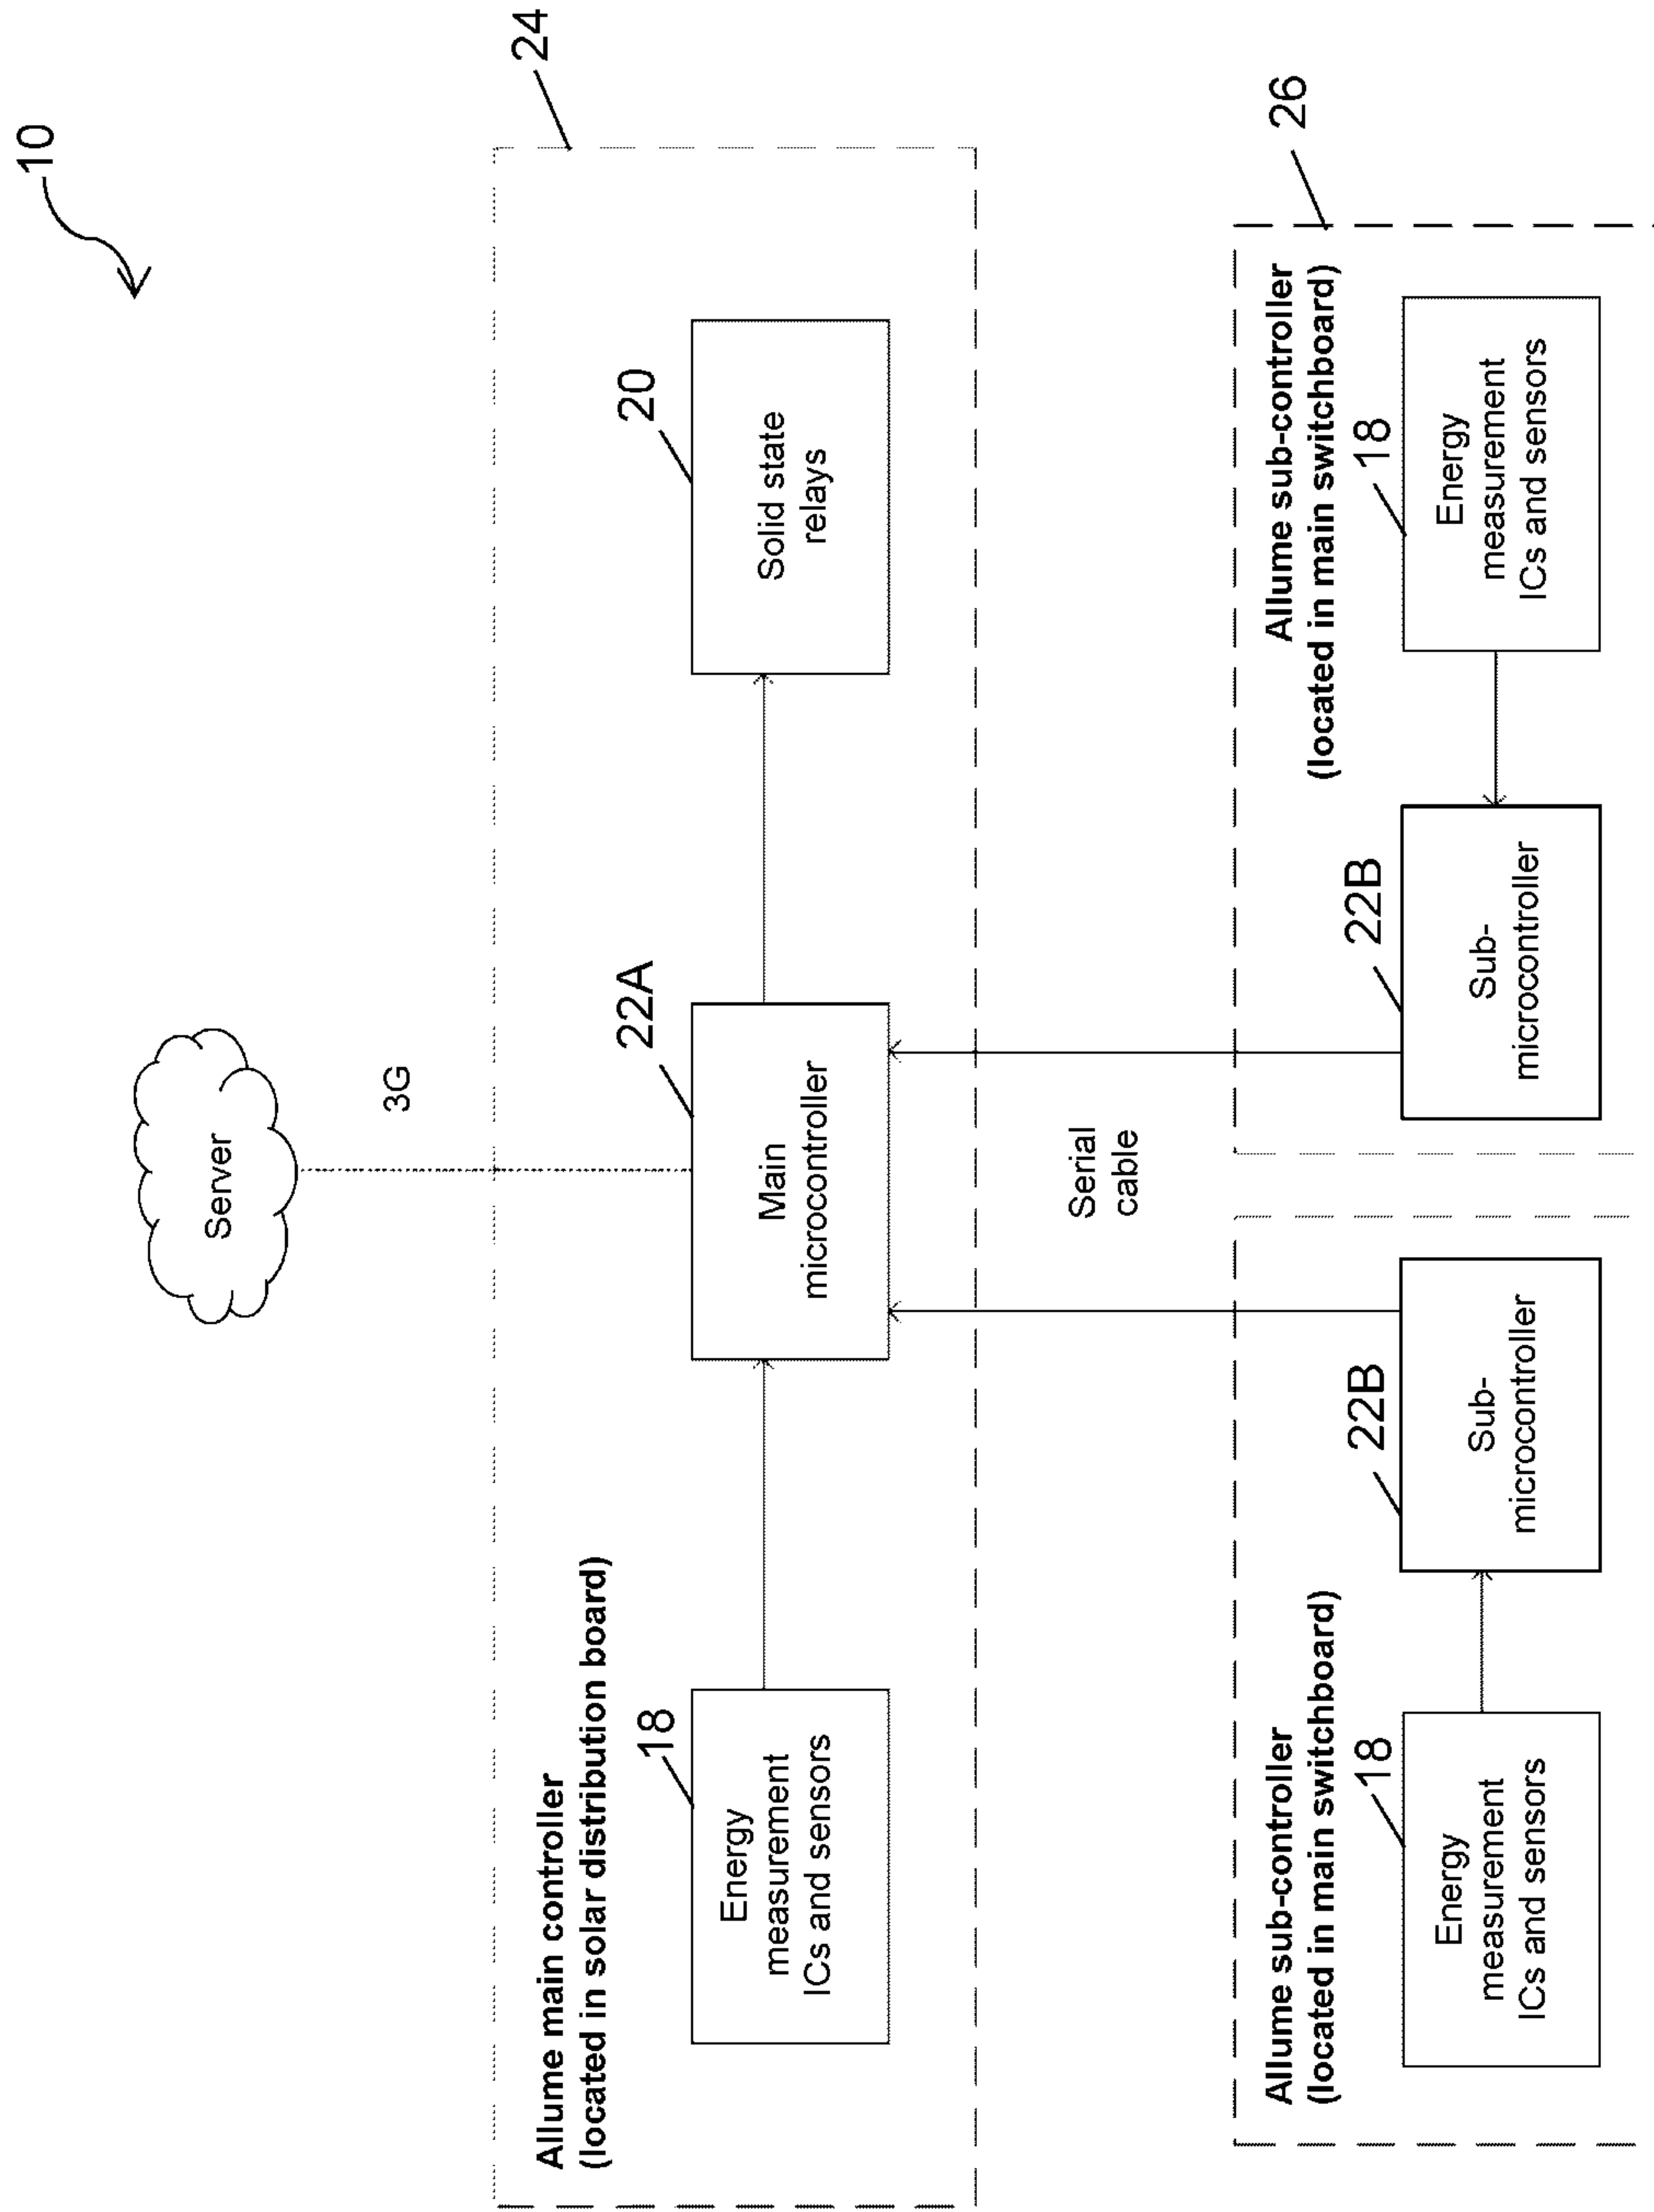 10
Server
3G
24
Allume main controller
(located in solar distribution board)
18
Energy
measurement
ICs and sensors
22A
Main
microcontroller
20
Solid state
relays
Serial
cable
Allume sub-controller
(located in main switchboard)
18
Energy
measurement
ICs and sensors
22B
Sub-
microcontroller
26
Allume sub-controller
(located in main switchboard)
22B
Sub-
microcontroller
18
Energy
measurement
ICs and sensors